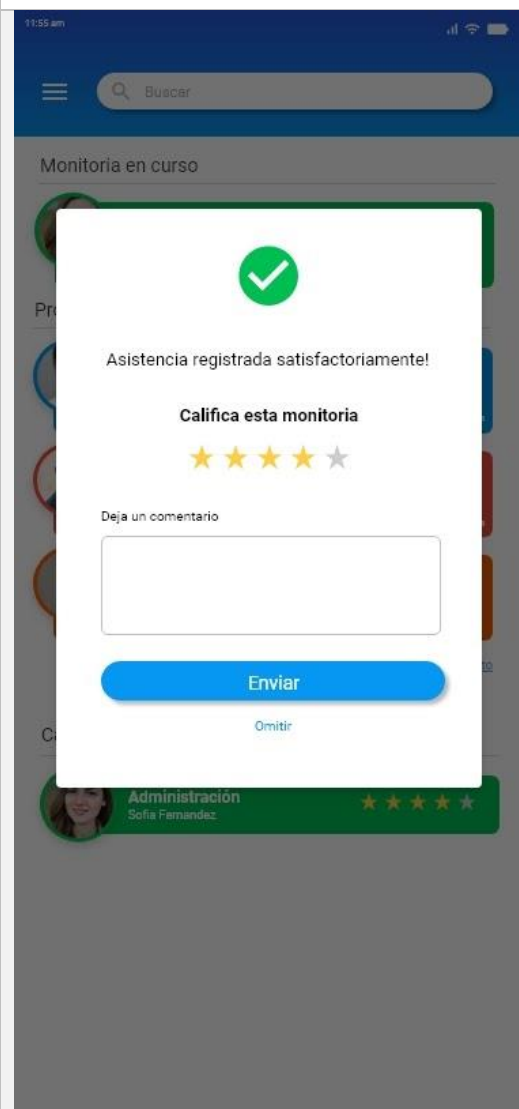 11:55 am
Buscar
Monitoria en curso
Asistencia registrada satisfactoriamente!
Califica esta monitoria
Deja un comentario
Enviar
Omitir
Administración
Sofia Fernandez